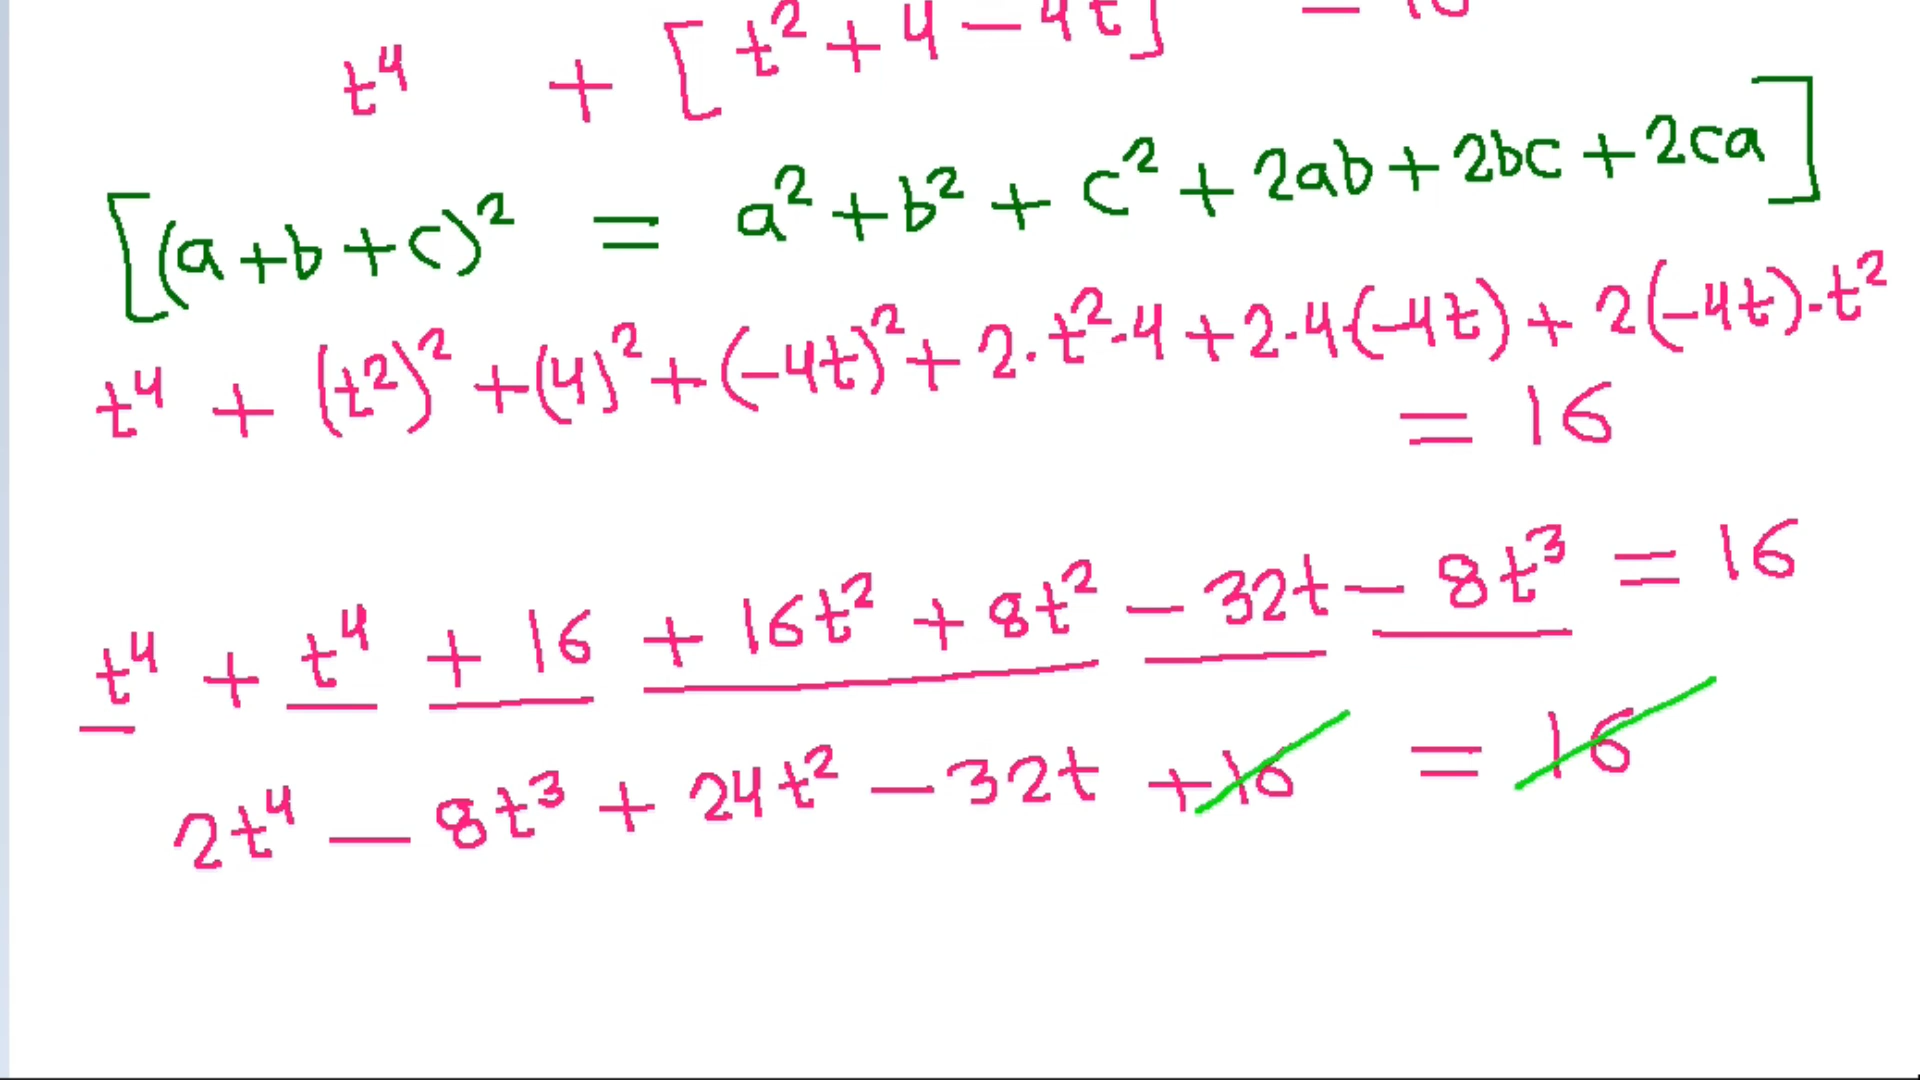 t⁴ + [t² + 4 - 4t]
[(a+b+c)² = a² + b² + c² + 2ab + 2bc + 2ca]
t⁴ + (t2)² + (4)² + (-4t)² + 2·t²·4 + 2·4·(-4t) + 2(-4t)·t²
= 16
t⁴ + t⁴ + 16 + 16t² + 8t² - 32t - 8t³ = 16
2t⁴ - 8t³ + 24t² - 32t + 16 = 16